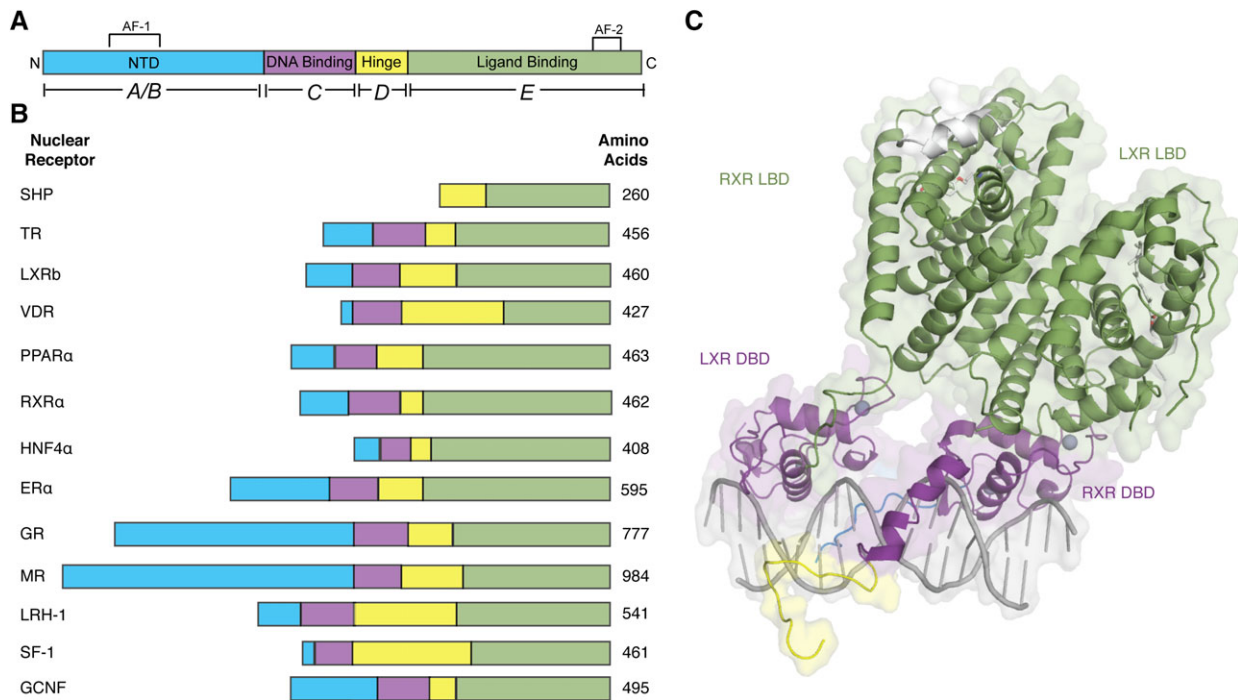 A
AF-1
AF-2
N
NTD
DNA Binding
Hinge
Ligand Binding
C
A/B
C
D
E
B
Nuclear
Receptor
Amino
Acids
SHP 260
TR 456
LXRb 460
VDR 427
PPARα 463
RXRα 462
HNF4α 408
ERα 595
GR 777
MR 984
LRH-1 541
SF-1 461
GCNF 495
C
RXR LBD
LXR LBD
LXR DBD
RXR DBD